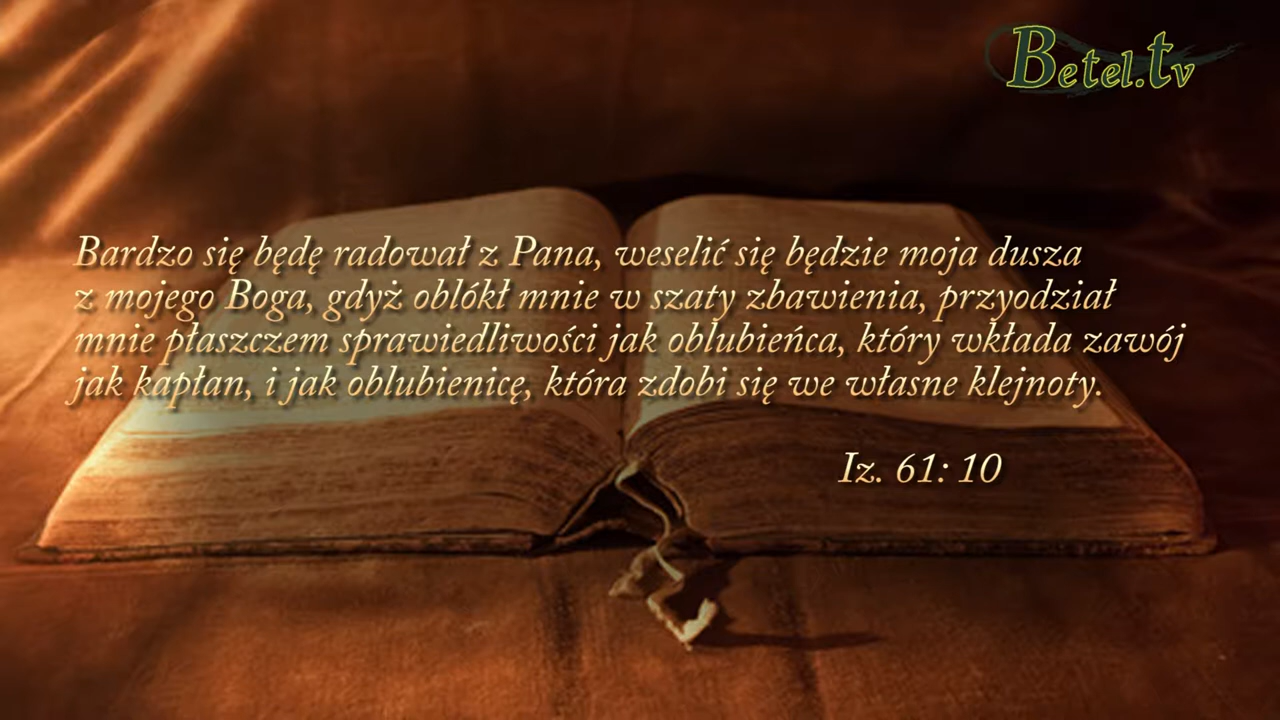 Betel.tv
Bardzo się będę radował z Pana, weselić się będzie moja dusza
z mojego Boga, gdyż oblókł mnie w szaty zbawienia, przyodział
mnie płaszczem sprawiedliwości jak oblubieńca, który wkłada zawój
jak kapłan, i jak oblubienicę, która zdobi się we własne klejnoty.
Iz. 61: 10